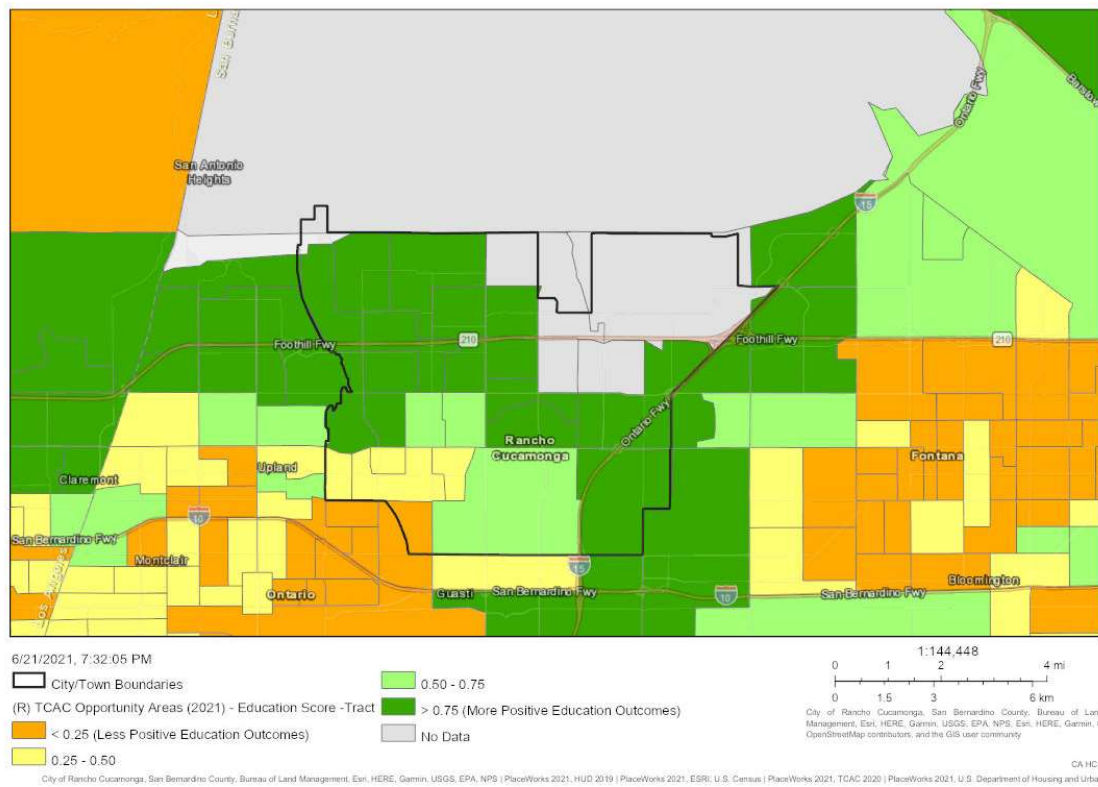 San Antonio
Heights
Ontario Fwy
15
Foothill Fwy
210
Foothill Fwy
210
Ontario Fwy
Rancho
Cucamonga
Fontana
Upland
Claremont
10
San Bernardino Fwy
Montclair
Los Angeles
Ontario
Guasti
15
San Bernardino Fwy
10
San Bernardino Fwy
Bloomington
6/21/2021, 7:32:05 PM
City/Town Boundaries
(R) TCAC Opportunity Areas (2021) - Education Score -Tract
< 0.25 (Less Positive Education Outcomes)
0.25 - 0.50
0.50 - 0.75
> 0.75 (More Positive Education Outcomes)
No Data
1:144,448
0 1 2 4 mi
0 1.5 3 6 km
City of Rancho Cucamonga, San Bernardino County, Bureau of
Management, Esri, HERE, Garmin, USGS, EPA, NPS, Esri, HERE, Garmin,
OpenStreetMap contributors, and the GIS user community
CA HC
City of Rancho Cucamonga, San Bernardino County, Bureau of Land Management, Esri, HERE, Garmin, USGS, EPA, NPS | PlaceWorks 2021, HUD 2019 | PlaceWorks 2021, ESRI, U.S. Census | PlaceWorks 2021, TCAC 2020 | PlaceWorks 2021, U.S. Department of Housing and